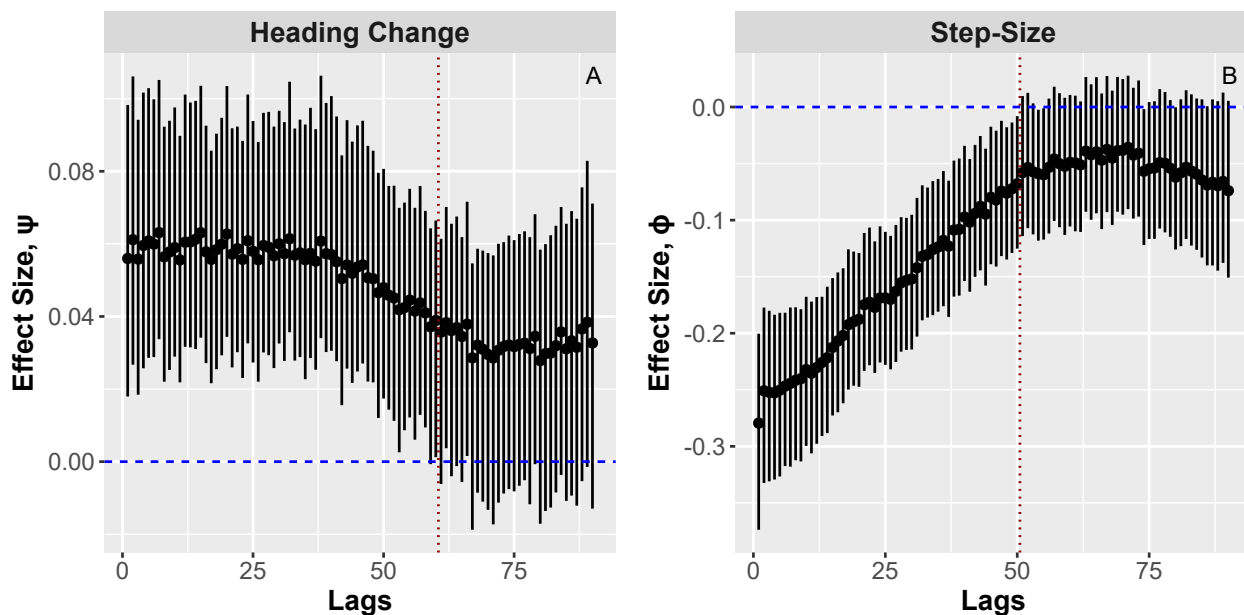 Heading Change
A
Effect Size, ψ
0.08
0.04
0.00
0 25 50 75
Lags
Step-Size
B
Effect Size, ϕ
0.0
-0.1
-0.2
-0.3
0 25 50 75
Lags